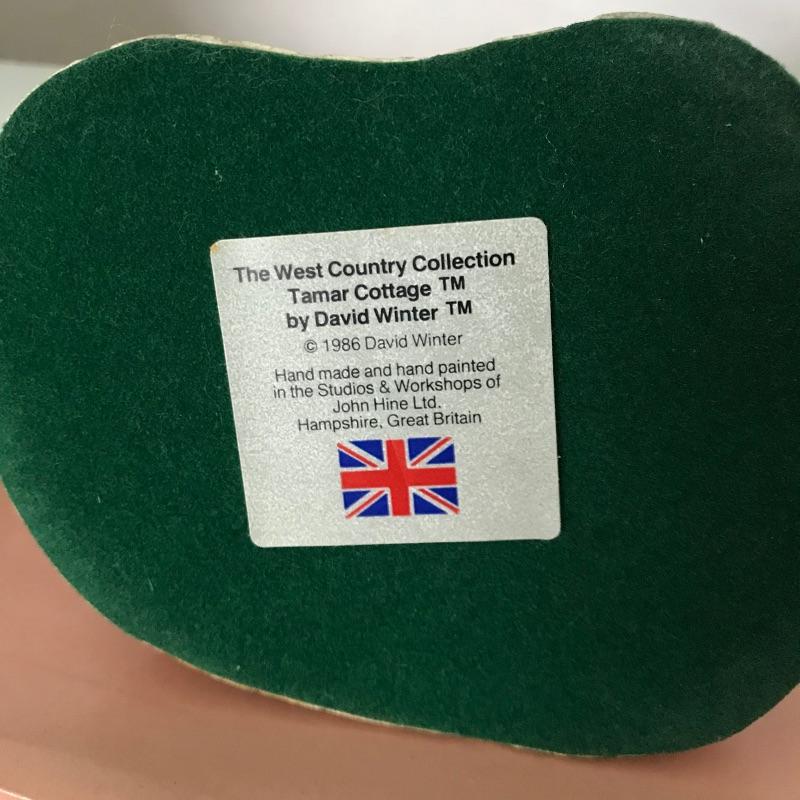 The West Country Collection
Tamar Cottage ™
by David Winter ™
© 1986 David Winter
Hand made and hand painted
in the Studios & Workshops of
John Hine Ltd.
Hampshire, Great Britain